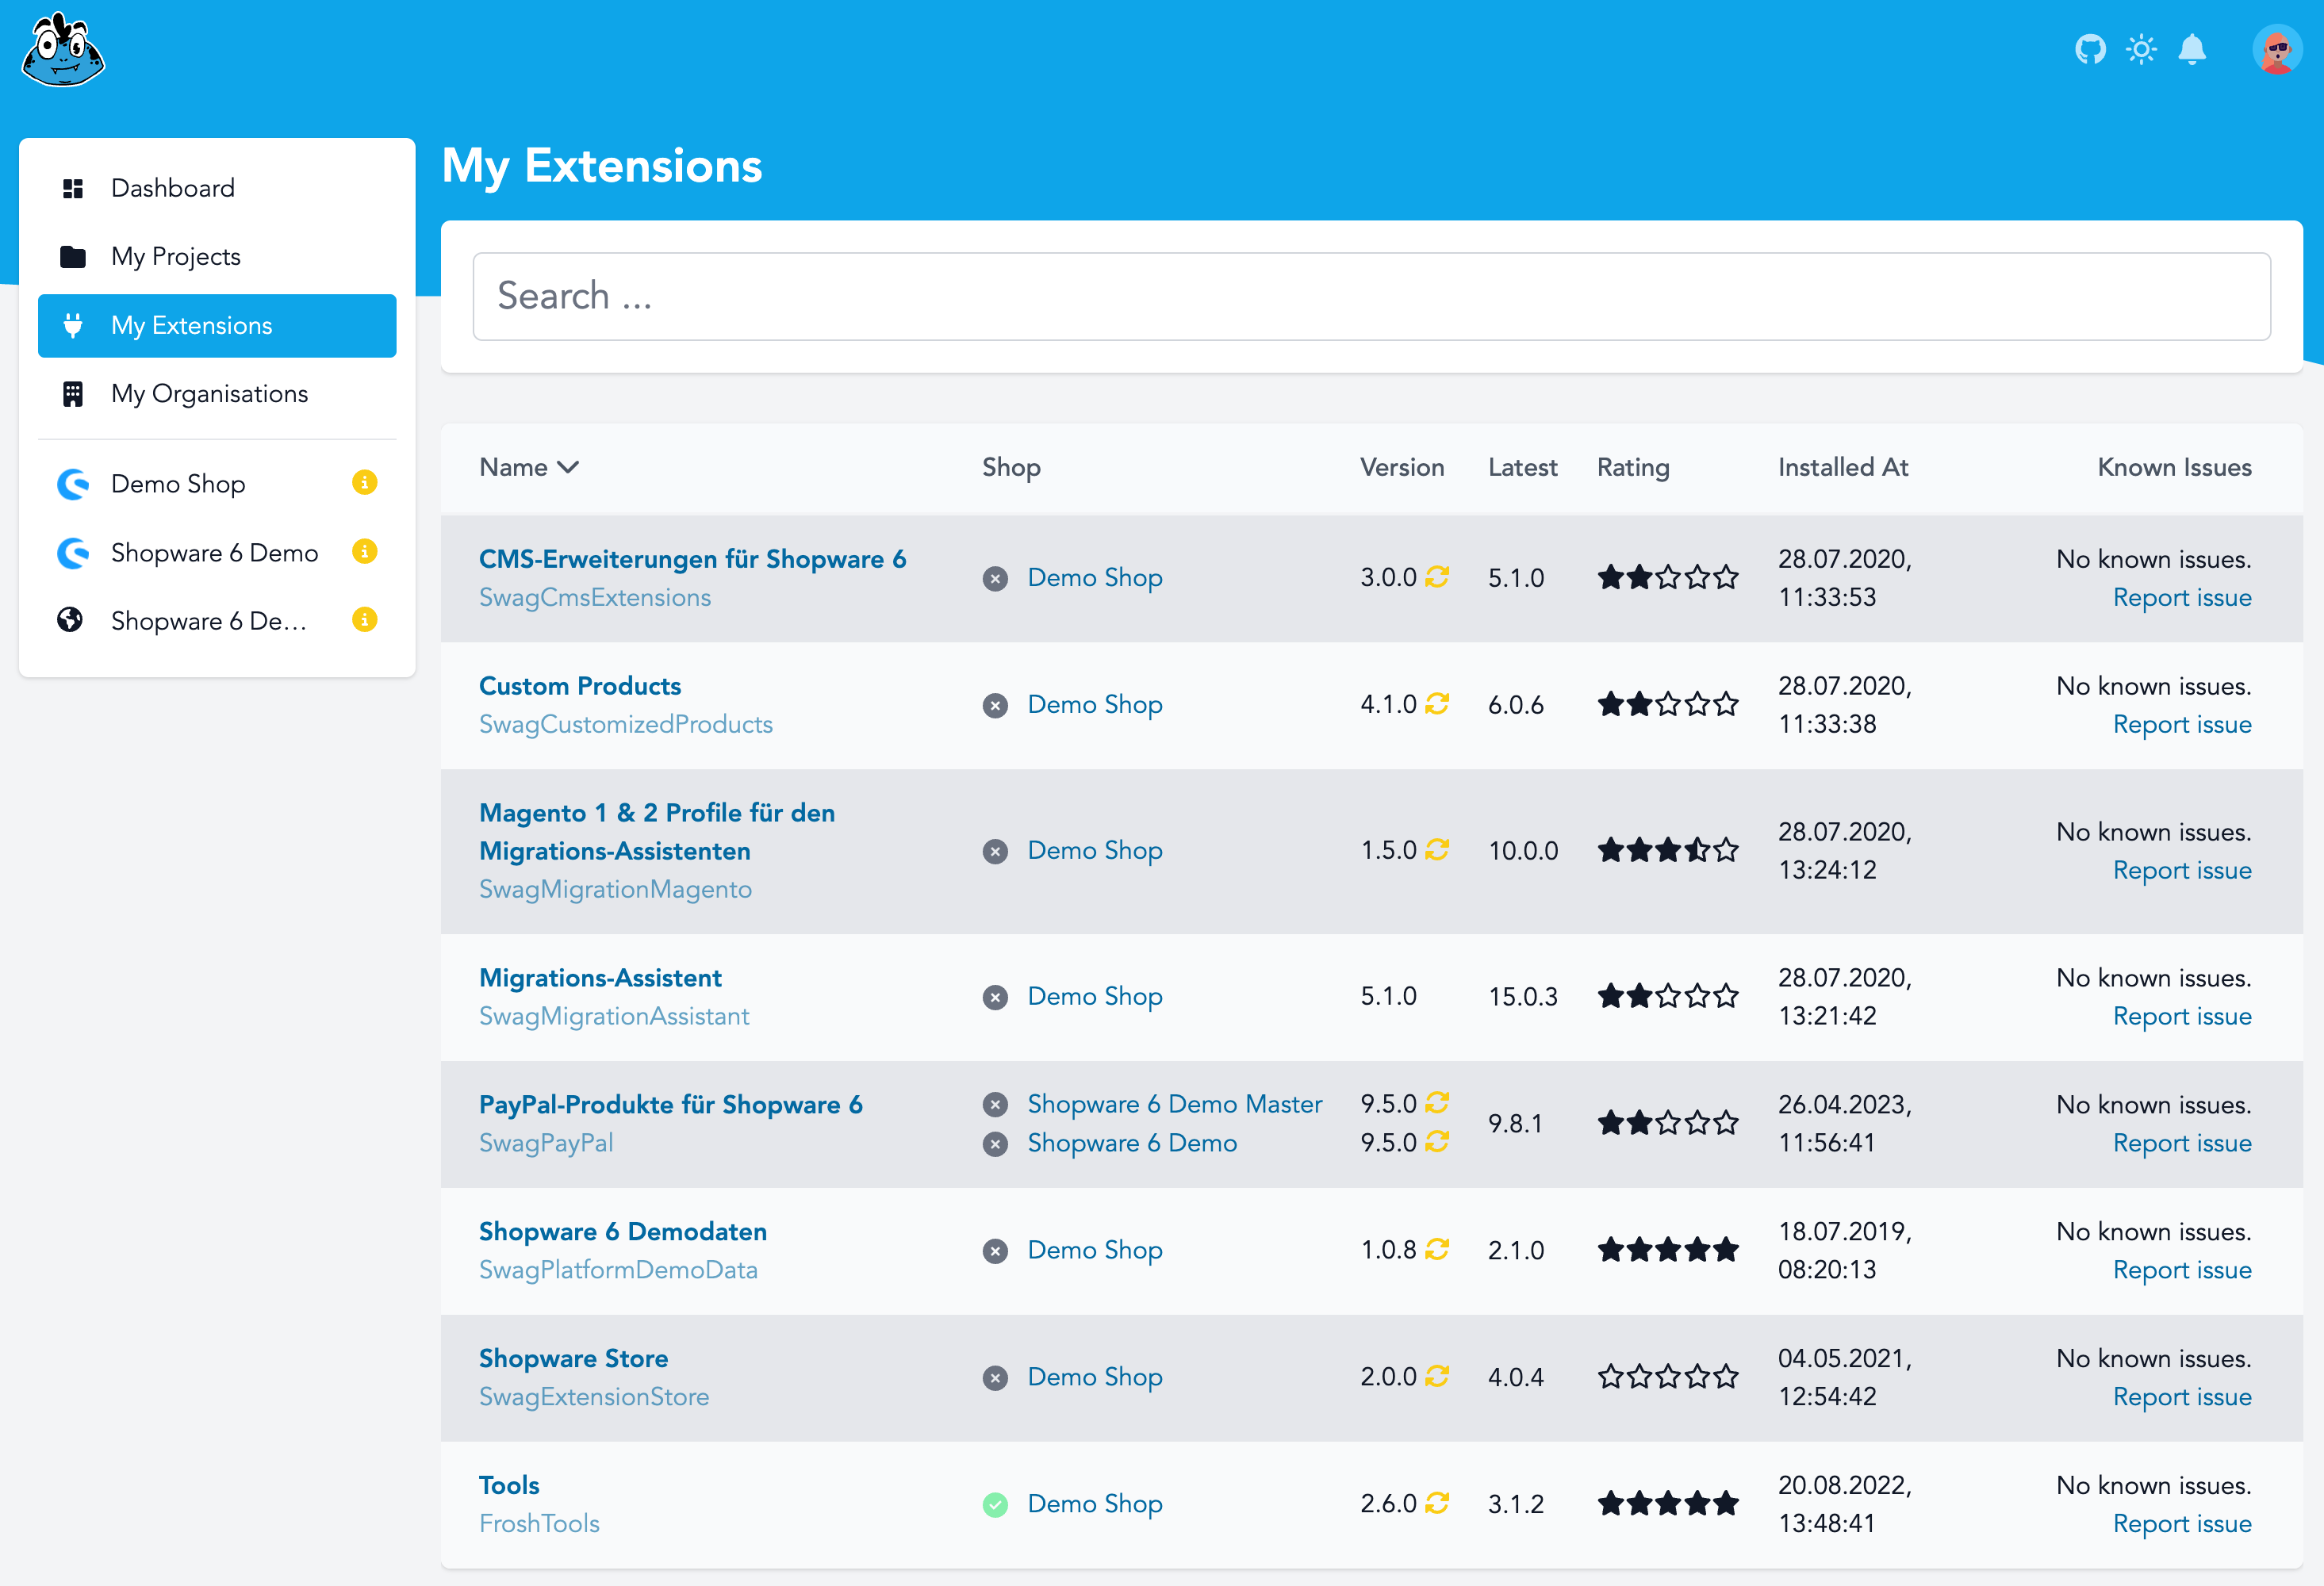 My Extensions
Dashboard
My Projects
My Extensions
My Organisations
Demo Shop
Shopware 6 Demo
Shopware 6 De...
Search ...
Name Shop Version Latest Rating Installed At Known Issues
CMS-Erweiterungen für Shopware 6
SwagCmsExtensions
Demo Shop
3.0.0
5.1.0
28.07.2020,
11:33:53
No known issues.
Report issue
Custom Products
SwagCustomizedProducts
Demo Shop
4.1.0
6.0.6
28.07.2020,
11:33:38
No known issues.
Report issue
Magento 1 & 2 Profile für den
Migrations-Assistenten
SwagMigrationMagento
Demo Shop
1.5.0
10.0.0
28.07.2020,
13:24:12
No known issues.
Report issue
Migrations-Assistent
SwagMigrationAssistant
Demo Shop
5.1.0
15.0.3
28.07.2020,
13:21:42
No known issues.
Report issue
PayPal-Produkte für Shopware 6
SwagPayPal
Shopware 6 Demo Master
Shopware 6 Demo
9.5.0
9.5.0
9.8.1
26.04.2023,
11:56:41
No known issues.
Report issue
Shopware 6 Demodaten
SwagPlatformDemoData
Demo Shop
1.0.8
2.1.0
18.07.2019,
08:20:13
No known issues.
Report issue
Shopware Store
SwagExtensionStore
Demo Shop
2.0.0
4.0.4
04.05.2021,
12:54:42
No known issues.
Report issue
Tools
FroshTools
Demo Shop
2.6.0
3.1.2
20.08.2022,
13:48:41
No known issues.
Report issue